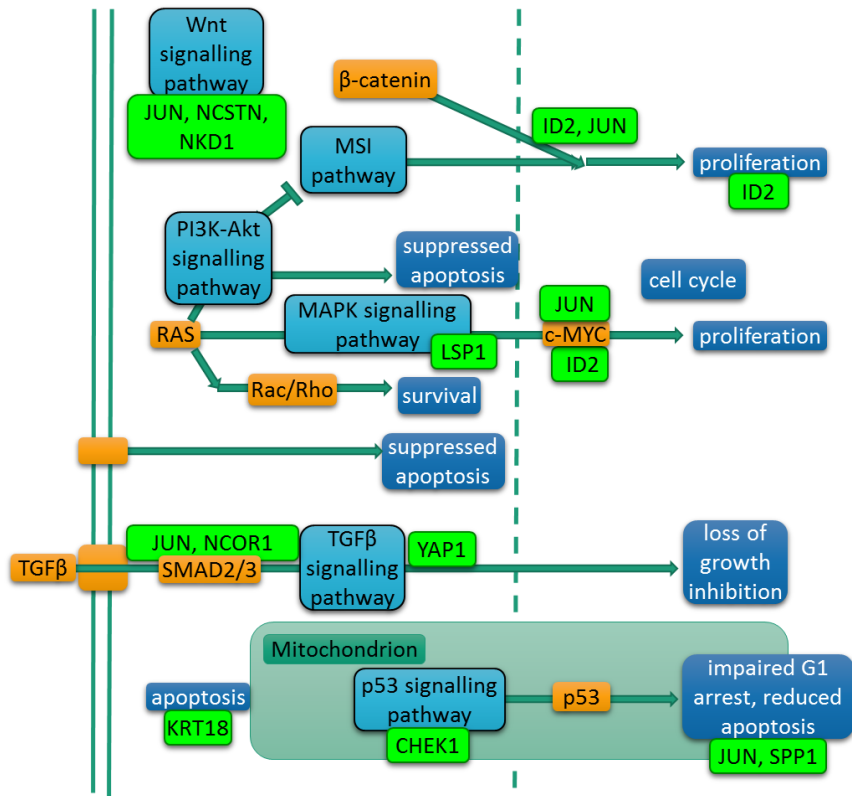 Wnt
signalling
pathway
JUN, NCSTN,
NKD1
β-catenin
ID2, JUN
MSI
pathway
proliferation
ID2
PI3K-Akt
signalling
pathway
suppressed
apoptosis
cell cycle
JUN
MAPK signalling
pathway
RAS
c-MYC
proliferation
LSP1
ID2
Rac/Rho
survival
suppressed
apoptosis
JUN, NCOR1
TGFβ
signalling
pathway
YAP1
loss of
growth
inhibition
TGFβ
SMAD2/3
Mitochondrion
apoptosis
KRT18
p53 signalling
pathway
CHEK1
p53
impaired G1
arrest, reduced
apoptosis
JUN, SPP1